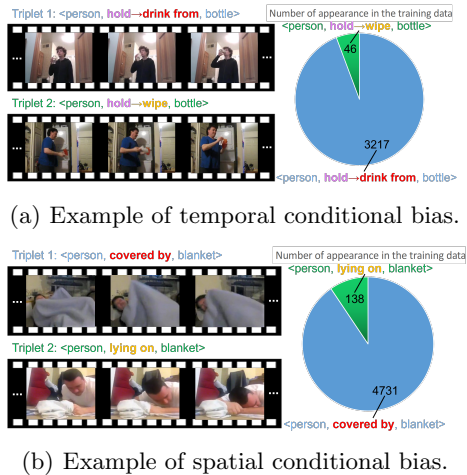 Triplet 1: <person, hold→drink from, bottle>
...
...
Triplet 2: <person, hold→wipe, bottle>
...
...
Number of appearance in the training data
<person, hold→wipe, bottle>
46
3217
<person, hold→drink from, bottle>
(a) Example of temporal conditional bias.
Triplet 1: <person, covered by, blanket>
...
...
Triplet 2: <person, lying on, blanket>
...
...
Number of appearance in the training data
<person, lying on, blanket>
138
4731
<person, covered by, blanket>
(b) Example of spatial conditional bias.